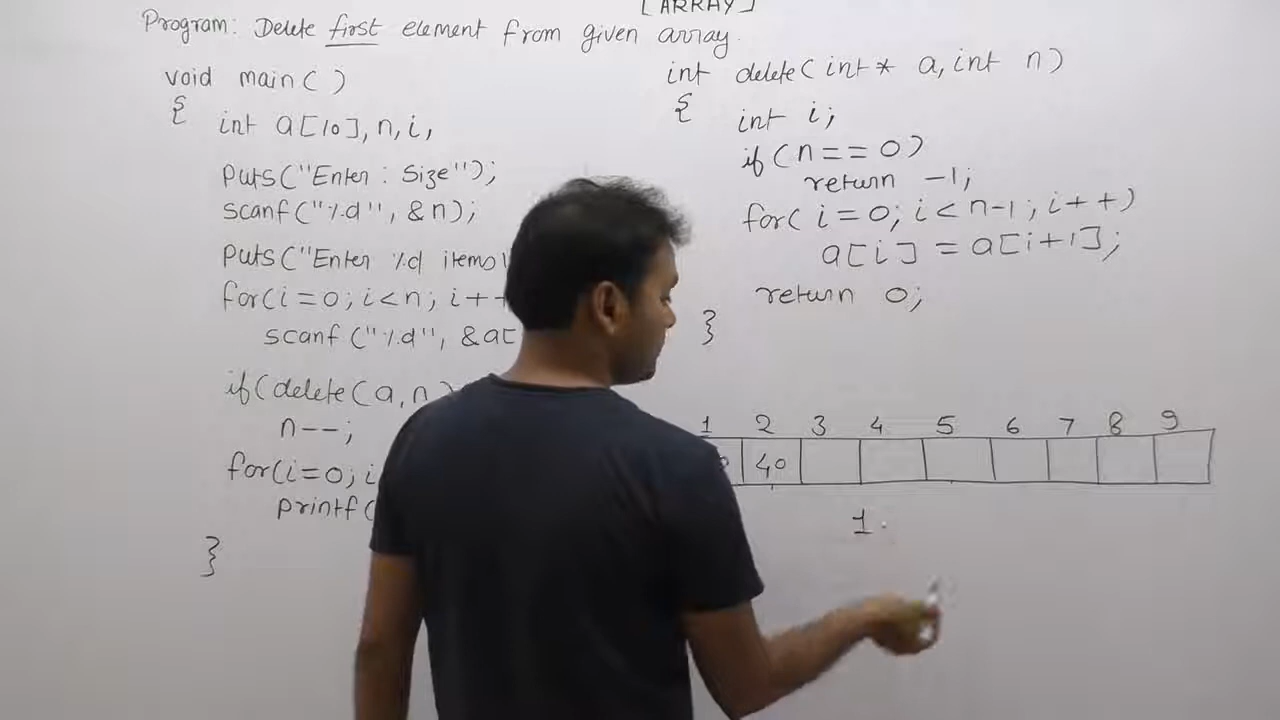 [ARRAY]
Program: Delete first element from given array.
void main( )
{
int a[10], n, i,
puts("Enter : Size");
scanf("%d", &n);
puts("Enter %d items
for(i=0; i<n; i++
scanf("%d", &a[
if(delete(a,n)
n--;
for(i=0; i
printf(
}
int delete(int* a, int n)
{
int i;
if(n==0)
return -1;
for( i=0; i<n-1; i++)
a[i] = a[i+1];
return 0;
}
1 2 3 4 5 6 7 8 9
40
1.